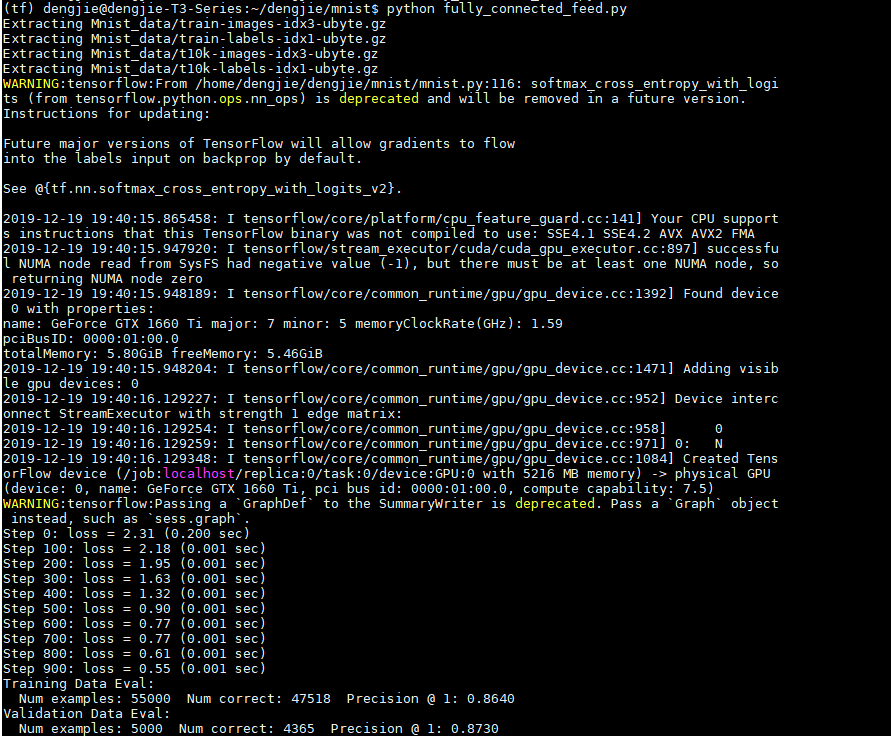 (tf) dengjie@dengjie-T3-Series:~/dengjie/mnist$ python fully_connected_feed.py
Extracting Mnist_data/train-images-idx3-ubyte.gz
Extracting Mnist_data/train-labels-idx1-ubyte.gz
Extracting Mnist_data/t10k-images-idx3-ubyte.gz
Extracting Mnist_data/t10k-labels-idx1-ubyte.gz
WARNING:tensorflow:From /home/dengjie/dengjie/mnist/mnist.py:116: softmax_cross_entropy_with_logi
ts (from tensorflow.python.ops.nn_ops) is deprecated and will be removed in a future version.
Instructions for updating:
Future major versions of TensorFlow will allow gradients to flow
into the labels input on backprop by default.
See @{tf.nn.softmax_cross_entropy_with_logits_v2}.
2019-12-19 19:40:15.865458: I tensorflow/core/platform/cpu_feature_guard.cc:141] Your CPU support
s instructions that this TensorFlow binary was not compiled to use: SSE4.1 SSE4.2 AVX AVX2 FMA
2019-12-19 19:40:15.947920: I tensorflow/stream_executor/cuda/cuda_gpu_executor.cc:897] successfu
l NUMA node read from SysFS had negative value (-1), but there must be at least one NUMA node, so
 returning NUMA node zero
2019-12-19 19:40:15.948189: I tensorflow/core/common_runtime/gpu/gpu_device.cc:1392] Found device
 0 with properties:
name: GeForce GTX 1660 Ti major: 7 minor: 5 memoryClockRate(GHz): 1.59
pciBusID: 0000:01:00.0
totalMemory: 5.80GiB freeMemory: 5.46GiB
2019-12-19 19:40:15.948204: I tensorflow/core/common_runtime/gpu/gpu_device.cc:1471] Adding visib
le gpu devices: 0
2019-12-19 19:40:16.129227: I tensorflow/core/common_runtime/gpu/gpu_device.cc:952] Device interc
onnect StreamExecutor with strength 1 edge matrix:
2019-12-19 19:40:16.129254: I tensorflow/core/common_runtime/gpu/gpu_device.cc:958]      0
2019-12-19 19:40:16.129259: I tensorflow/core/common_runtime/gpu/gpu_device.cc:971] 0:   N
2019-12-19 19:40:16.129348: I tensorflow/core/common_runtime/gpu/gpu_device.cc:1084] Created Tens
orFlow device (/job:localhost/replica:0/task:0/device:GPU:0 with 5216 MB memory) -> physical GPU
(device: 0, name: GeForce GTX 1660 Ti, pci bus id: 0000:01:00.0, compute capability: 7.5)
WARNING:tensorflow:Passing a `GraphDef` to the SummaryWriter is deprecated. Pass a `Graph` object
 instead, such as `sess.graph`.
Step 0: loss = 2.31 (0.200 sec)
Step 100: loss = 2.18 (0.001 sec)
Step 200: loss = 1.95 (0.001 sec)
Step 300: loss = 1.63 (0.001 sec)
Step 400: loss = 1.32 (0.001 sec)
Step 500: loss = 0.90 (0.001 sec)
Step 600: loss = 0.77 (0.001 sec)
Step 700: loss = 0.77 (0.001 sec)
Step 800: loss = 0.61 (0.001 sec)
Step 900: loss = 0.55 (0.001 sec)
Training Data Eval:
  Num examples: 55000  Num correct: 47518  Precision @ 1: 0.8640
Validation Data Eval:
  Num examples: 5000  Num correct: 4365  Precision @ 1: 0.8730